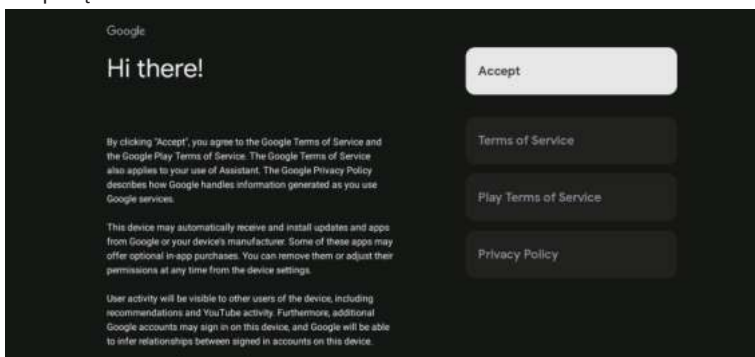 Google
Hi there!
By clicking "Accept", you agree to the Google Terms of Service and
the Google Play Terms of Service. The Google Terms of Service
also applies to your use of Assistant. The Google Privacy Policy
describes how Google handles information generated as you use
Google services.
This device may automatically receive and install updates and apps
from Google or your device's manufacturer. Some of these apps may
offer optional in-app purchases. You can remove them or adjust their
permissions at any time from the device settings.
User activity will be visible to other users of the device, including
recommendations and YouTube activity. Furthermore, additional
Google accounts may sign in on this device, and Google will be able
to infer relationships between signed in accounts on this device.
Accept
Terms of Service
Play Terms of Service
Privacy Policy